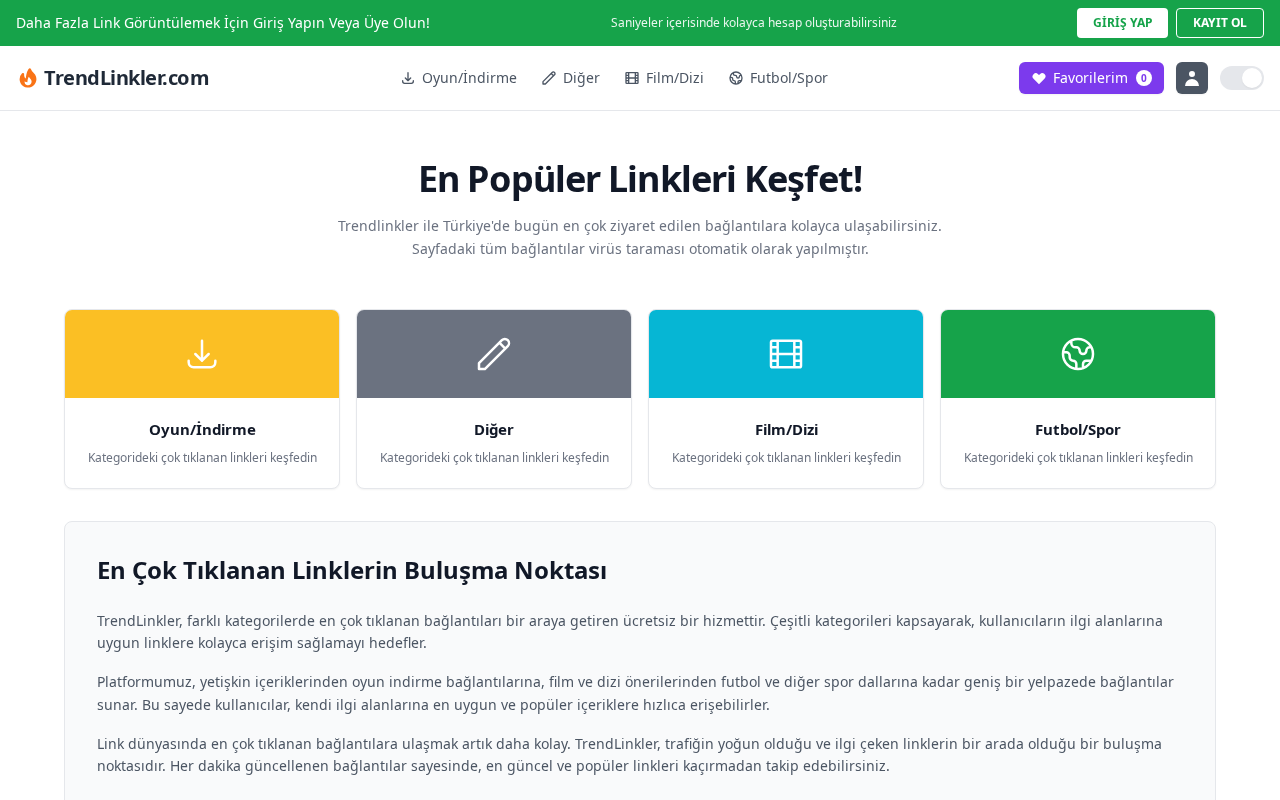 Daha Fazla Link Görüntülemek İçin Giriş Yapın Veya Üye Olun!
Saniyeler içerisinde kolayca hesap oluşturabilirsiniz
GİRİŞ YAP
KAYIT OL
TrendLinkler.com
Oyun/İndirme
Diğer
Film/Dizi
Futbol/Spor
Favorilerim 0
En Popüler Linkleri Keşfet!
Trendlinkler ile Türkiye'de bugün en çok ziyaret edilen bağlantılara kolayca ulaşabilirsiniz.
Sayfadaki tüm bağlantılar virüs taraması otomatik olarak yapılmıştır.
Oyun/İndirme
Kategorideki çok tıklanan linkleri keşfedin
Diğer
Kategorideki çok tıklanan linkleri keşfedin
Film/Dizi
Kategorideki çok tıklanan linkleri keşfedin
Futbol/Spor
Kategorideki çok tıklanan linkleri keşfedin
En Çok Tıklanan Linklerin Buluşma Noktası
TrendLinkler, farklı kategorilerde en çok tıklanan bağlantıları bir araya getiren ücretsiz bir hizmettir. Çeşitli kategorileri kapsayarak, kullanıcıların ilgi alanlarına
uygun linklere kolayca erişim sağlamayı hedefler.
Platformumuz, yetişkin içeriklerinden oyun indirme bağlantılarına, film ve dizi önerilerinden futbol ve diğer spor dallarına kadar geniş bir yelpazede bağlantılar
sunar. Bu sayede kullanıcılar, kendi ilgi alanlarına en uygun ve popüler içeriklere hızlıca erişebilirler.
Link dünyasında en çok tıklanan bağlantılara ulaşmak artık daha kolay. TrendLinkler, trafiğin yoğun olduğu ve ilgi çeken linklerin bir arada olduğu bir buluşma
noktasıdır. Her dakika güncellenen bağlantılar sayesinde, en güncel ve popüler linkleri kaçırmadan takip edebilirsiniz.